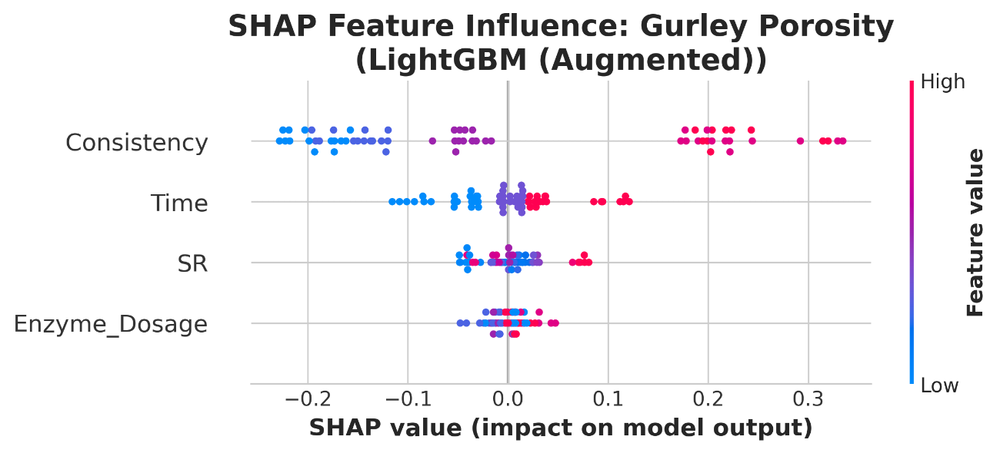 SHAP Feature Influence: Gurley Porosity
(LightGBM (Augmented))
High
Consistency
Time
SR
Enzyme_Dosage
Feature value
Low
−0.2 −0.1 0.0 0.1 0.2 0.3
SHAP value (impact on model output)